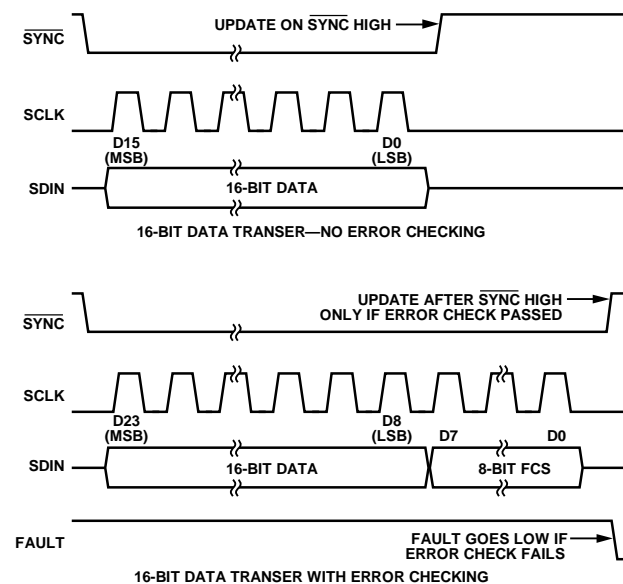 UPDATE ON SYNC HIGH
SYNC
SCLK
D15
(MSB)
D0
(LSB)
SDIN
16-BIT DATA
16-BIT DATA TRANSER—NO ERROR CHECKING
UPDATE AFTER SYNC HIGH
ONLY IF ERROR CHECK PASSED
SYNC
SCLK
D23
(MSB)
D8
(LSB)
D7
D0
SDIN
16-BIT DATA
8-BIT FCS
FAULT
FAULT GOES LOW IF
ERROR CHECK FAILS
16-BIT DATA TRANSER WITH ERROR CHECKING